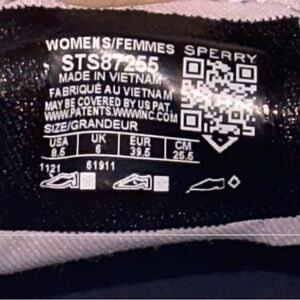 WOMENS/FEMMES SPERRY
STS87255
MADE IN VIETNAM
FABRIQUÉ AU VIETNAM
MAY BE COVERED BY US PAT.
WWW.PATENTS.WWWINC.COM
SIZE/GRANDEUR
USA UK EUR CM
8.5 6 39.5 25.5
1121 61911